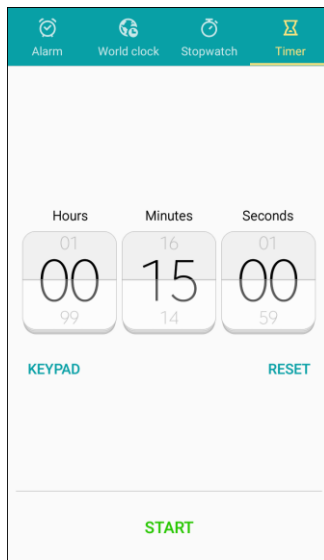 Alarm World clock Stopwatch Timer
Hours Minutes Seconds
01 16 01
00 15 00
99 14 59
KEYPAD RESET
START